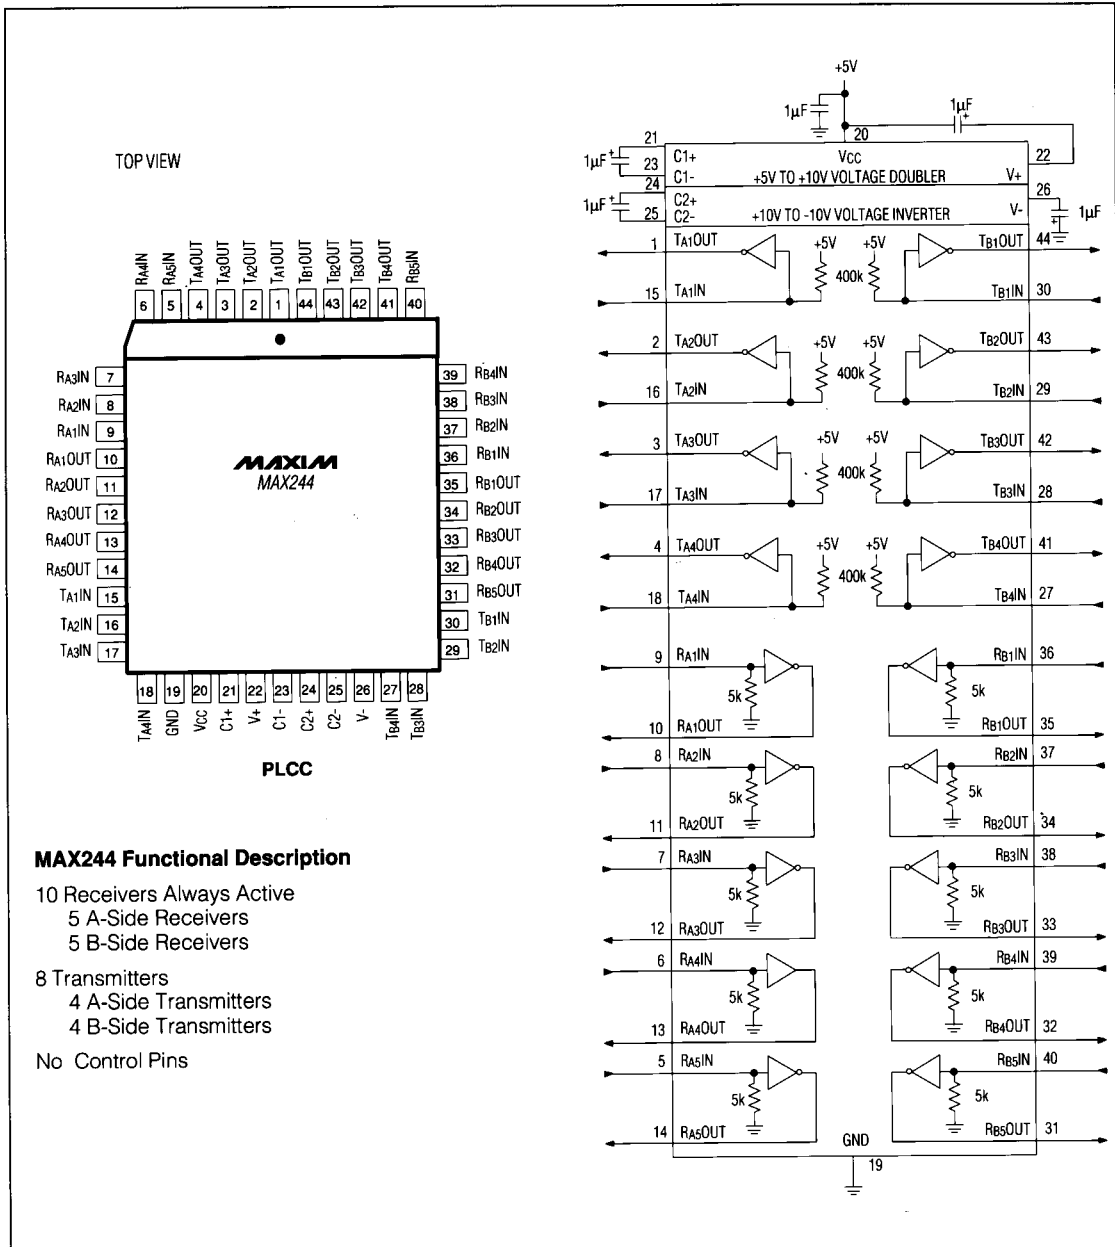 TOP VIEW
RA4IN
RA5IN
TA4OUT
TA3OUT
TA2OUT
TA1OUT
TB1OUT
TB2OUT
TB3OUT
TB4OUT
RB5IN
6 5 4 3 2 1 44 43 42 41 40
RA3IN 7
RA2IN 8
RA1IN 9
RA1OUT 10
RA2OUT 11
RA3OUT 12
RA4OUT 13
RA5OUT 14
TA1IN 15
TA2IN 16
TA3IN 17
MAXIM
MAX244
39 RB4IN
38 RB3IN
37 RB2IN
36 RB1IN
35 RB1OUT
34 RB2OUT
33 RB3OUT
32 RB4OUT
31 RB5OUT
30 TB1IN
29 TB2IN
18 19 20 21 22 23 24 25 26 27 28
TA4IN
GND
VCC
C1+
V+
C1-
C2+
C2-
V-
TB4IN
TB3IN
PLCC
MAX244 Functional Description
10 Receivers Always Active
5 A-Side Receivers
5 B-Side Receivers
8 Transmitters
4 A-Side Transmitters
4 B-Side Transmitters
No Control Pins
+5V
1µF
1µF
+
20
21
1µF +
23
C1+
C1-
VCC
+5V TO +10V VOLTAGE DOUBLER
V+
22
24
1µF +
25
C2+
C2-
+10V TO -10V VOLTAGE INVERTER
V-
26
+ 1µF
1 TA1OUT +5V +5V TB1OUT 44
400k
15 TA1IN TB1IN 30
2 TA2OUT +5V +5V TB2OUT 43
400k
16 TA2IN TB2IN 29
3 TA3OUT +5V +5V TB3OUT 42
400k
17 TA3IN TB3IN 28
4 TA4OUT +5V +5V TB4OUT 41
400k
18 TA4IN TB4IN 27
9 RA1IN RB1IN 36
5k 5k
10 RA1OUT RB1OUT 35
8 RA2IN RB2IN 37
5k 5k
11 RA2OUT RB2OUT 34
7 RA3IN RB3IN 38
5k 5k
12 RA3OUT RB3OUT 33
6 RA4IN RB4IN 39
5k 5k
13 RA4OUT RB4OUT 32
5 RA5IN RB5IN 40
5k 5k
14 RA5OUT RB5OUT 31
GND
19